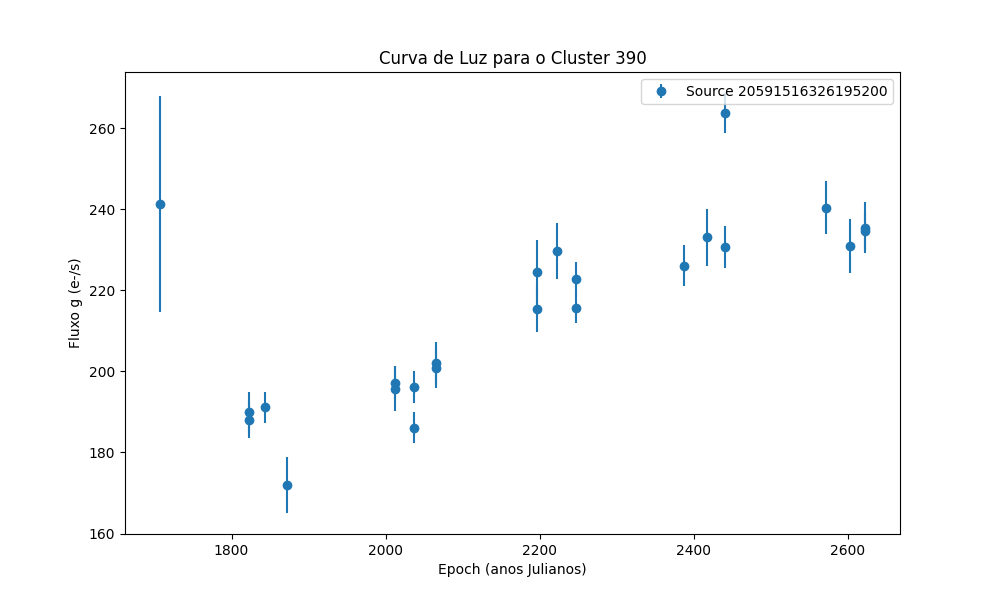 Curva de Luz para o Cluster 390
Source 20591516326195200
Fluxo g (e-/s)
260
240
220
200
180
160
1800
2000
2200
2400
2600
Epoch (anos Julianos)